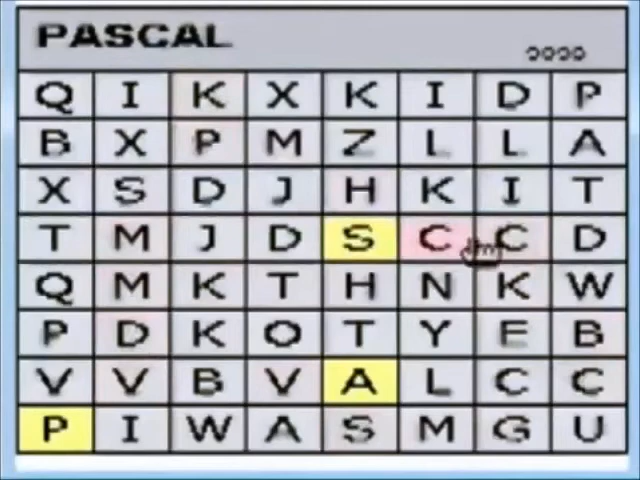 PASCAL
Q I K X K I D P
B X P M Z L L A
X S D J H K I T
T M J D S C C D
Q M K T H N K W
P D K O T Y E B
V V B V A L C C
P I W A S M G U